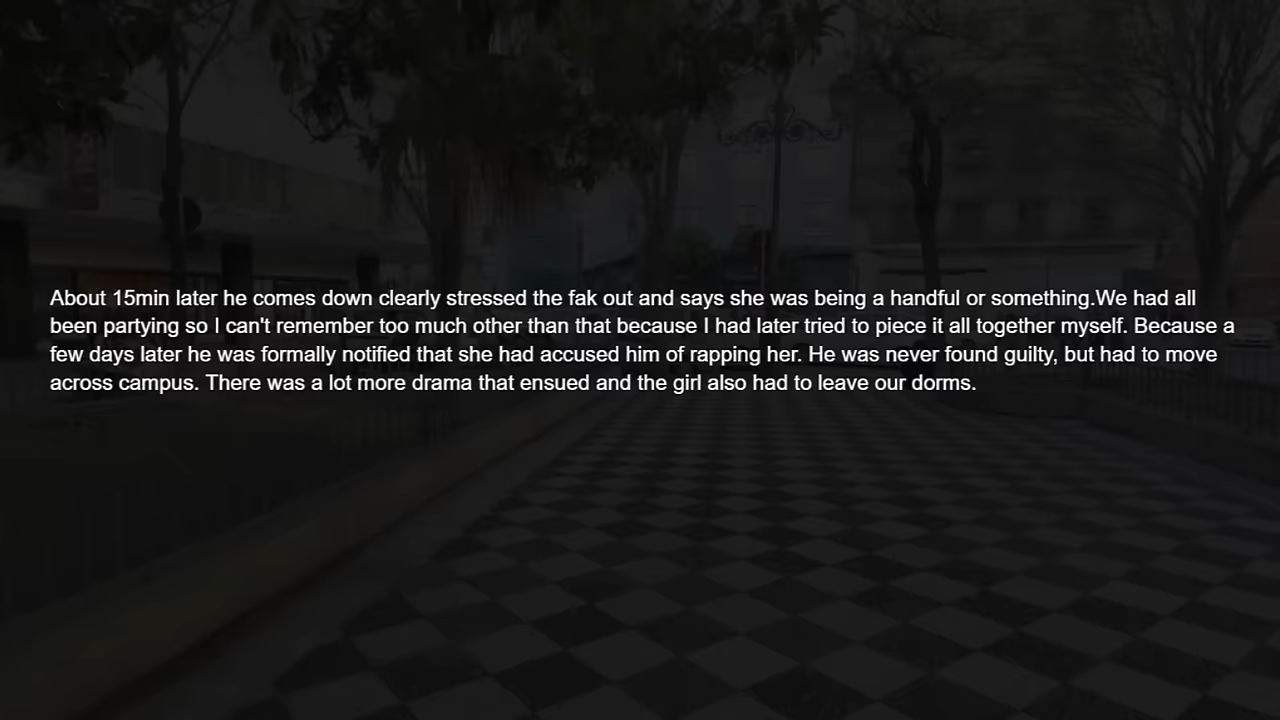 About 15min later he comes down clearly stressed the fak out and says she was being a handful or something.We had all
been partying so I can't remember too much other than that because I had later tried to piece it all together myself. Because a
few days later he was formally notified that she had accused him of rapping her. He was never found guilty, but had to move
across campus. There was a lot more drama that ensued and the girl also had to leave our dorms.